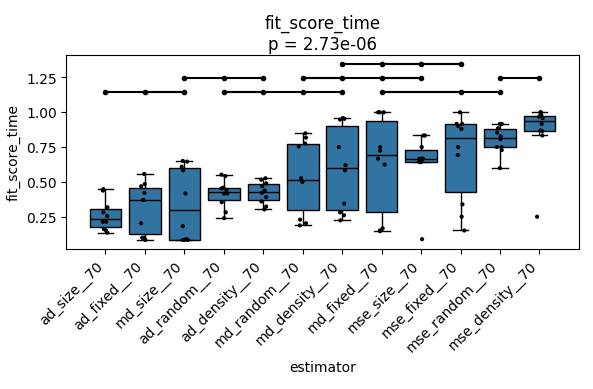 fit_score_time
p = 2.73e-06
fit_score_time
1.25
1.00
0.75
0.50
0.25
ad_size__70
ad_fixed__70
md_size__70
ad_random__70
ad_density__70
md_random__70
md_density__70
md_fixed__70
mse_size__70
mse_fixed__70
mse_random__70
mse_density__70
estimator